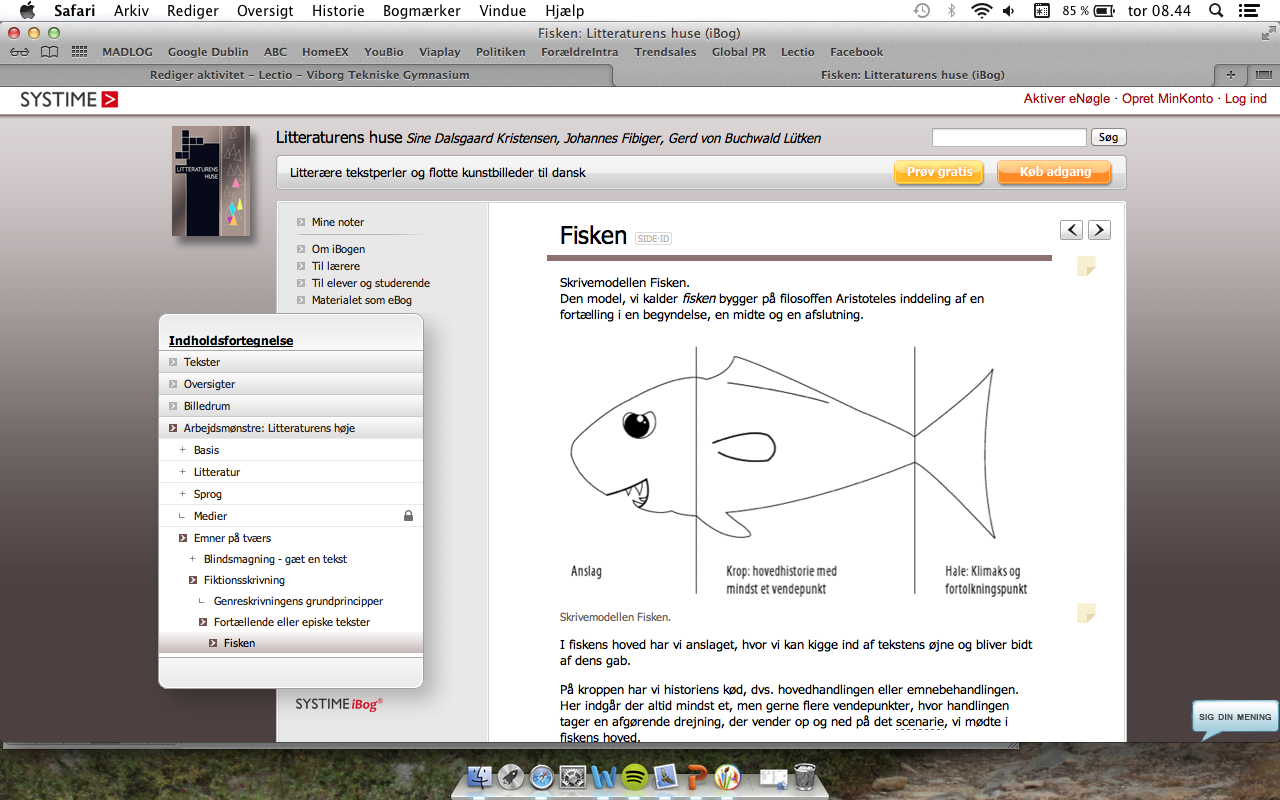 Safari Arkiv Rediger Oversigt Historie Bogmærker Vindue Hjælp 85 % tor 08.44
Fisken: Litteraturens huse (iBog)
MADLOG Google Dublin ABC HomeEX YouBio Viaplay Politiken ForældreIntra Trendsales Global PR Lectio Facebook
Rediger aktivitet – Lectio – Viborg Tekniske Gymnasium Fisken: Litteraturens huse (iBog) +
SYSTIME >
Aktiver eNøgle · Opret MinKonto · Log ind
LITTERATURENS
HUSE
Litteraturens huse Sine Dalsgaard Kristensen, Johannes Fibiger, Gerd von Buchwald Lütken
Søg
Litterære tekstperler og flotte kunstbilleder til dansk
Prøv gratis
Køb adgang
Mine noter
Om iBogen
Til lærere
Til elever og studerende
Materialet som eBog
Indholdsfortegnelse
Tekster
Oversigter
Billedrum
Arbejdsmønstre: Litteraturens høje
+ Basis
+ Litteratur
+ Sprog
Medier
Emner på tværs
+ Blindsmagning - gæt en tekst
Fiktionsskrivning
Genreskrivningens grundprincipper
Fortællende eller episke tekster
Fisken
SYSTIME iBog®
Fisken SIDE-ID
Skrivemodellen Fisken.
Den model, vi kalder fisken bygger på filosoffen Aristoteles inddeling af en
fortælling i en begyndelse, en midte og en afslutning.
Anslag
Krop: hovedhistorie med
mindst et vendepunkt
Hale: Klimaks og
fortolkningspunkt
Skrivemodellen Fisken.
I fiskens hoved har vi anslaget, hvor vi kan kigge ind af tekstens øjne og bliver bidt
af dens gab.
På kroppen har vi historiens kød, dvs. hovedhandlingen eller emnebehandlingen.
Her indgår der altid mindst et, men gerne flere vendepunkter, hvor handlingen
tager en afgørende drejning, der vender op og ned på det scenarie, vi mødte i
fiskens hoved.
SIG DIN MENING